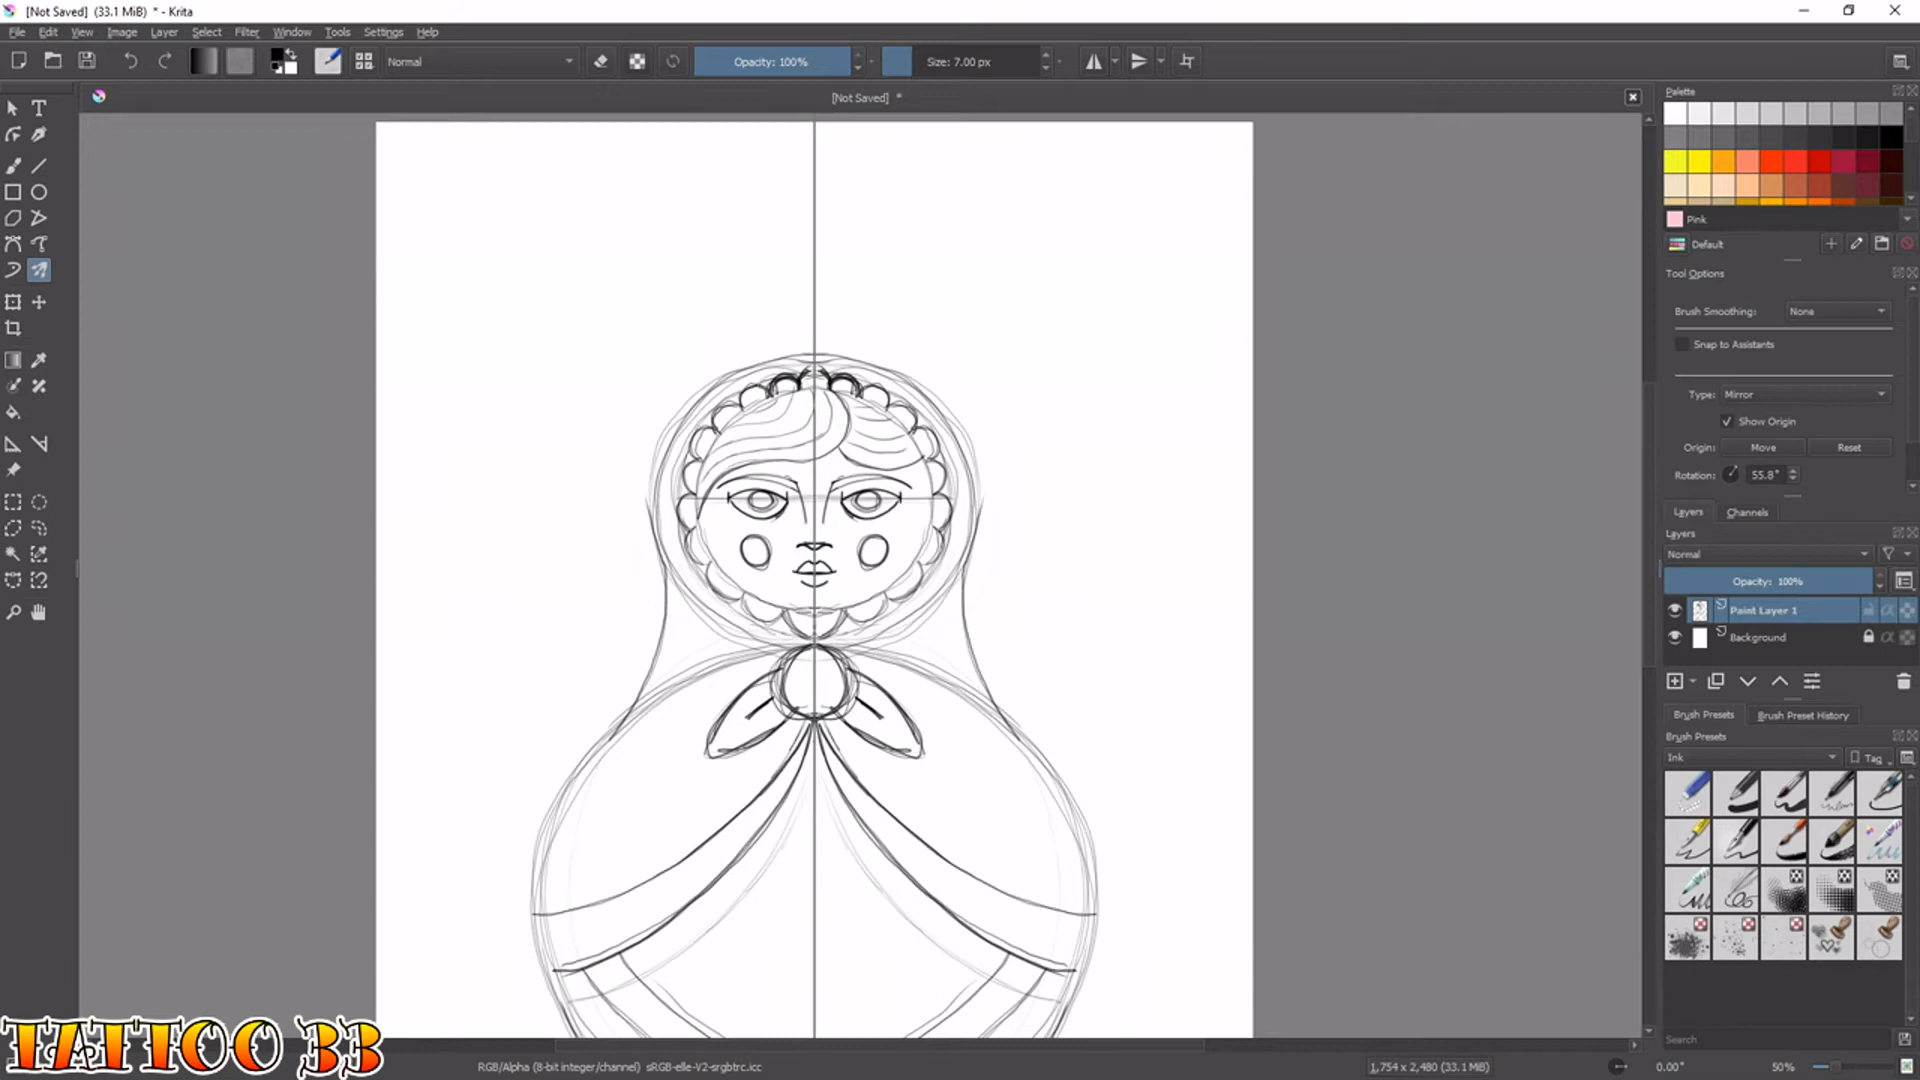 [Not Saved] (33.1 MiB) * - Krita
File Edit View Image Layer Select Filter Window Tools Settings Help
Normal Opacity: 100% Size: 7.00 px
[Not Saved] *
Palette
Pink
Default
Tool Options
Brush Smoothing: None
Snap to Assistants
Type: Mirror
Show Origin
Origin: Move Reset
Rotation: 55.8°
Layers Channels
Layers
Normal
Opacity: 100%
Paint Layer 1
Background
Brush Presets Brush Preset History
Brush Presets
Ink Tag
Search
TATTOO 33
RGB/Alpha (8-bit integer/channel) sRGB-elle-V2-srgbtrc.icc 1,754 x 2,480 (33.1 MiB) 0.00° 50%